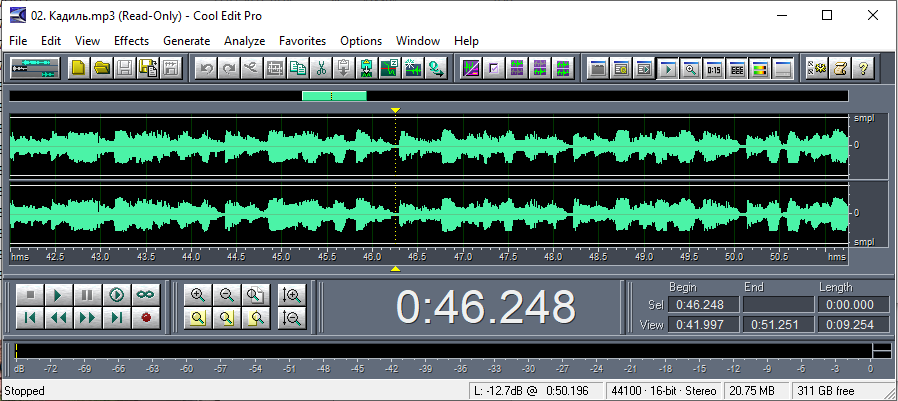 02. Кадиль.mp3 (Read-Only) - Cool Edit Pro
File Edit View Effects Generate Analyze Favorites Options Window Help
0:15
smpl
0
0
smpl
hms 42.5 43.0 43.5 44.0 44.5 45.0 45.5 46.0 46.5 47.0 47.5 48.0 48.5 49.0 49.5 50.0 50.5 hms
0:46.248
Begin End Length
Sel 0:46.248 0:00.000
View 0:41.997 0:51.251 0:09.254
dB -72 -69 -66 -63 -60 -57 -54 -51 -48 -45 -42 -39 -36 -33 -30 -27 -24 -21 -18 -15 -12 -9 -6 -3 0
Stopped L: -12.7dB @ 0:50.196 44100 · 16-bit · Stereo 20.75 MB 311 GB free